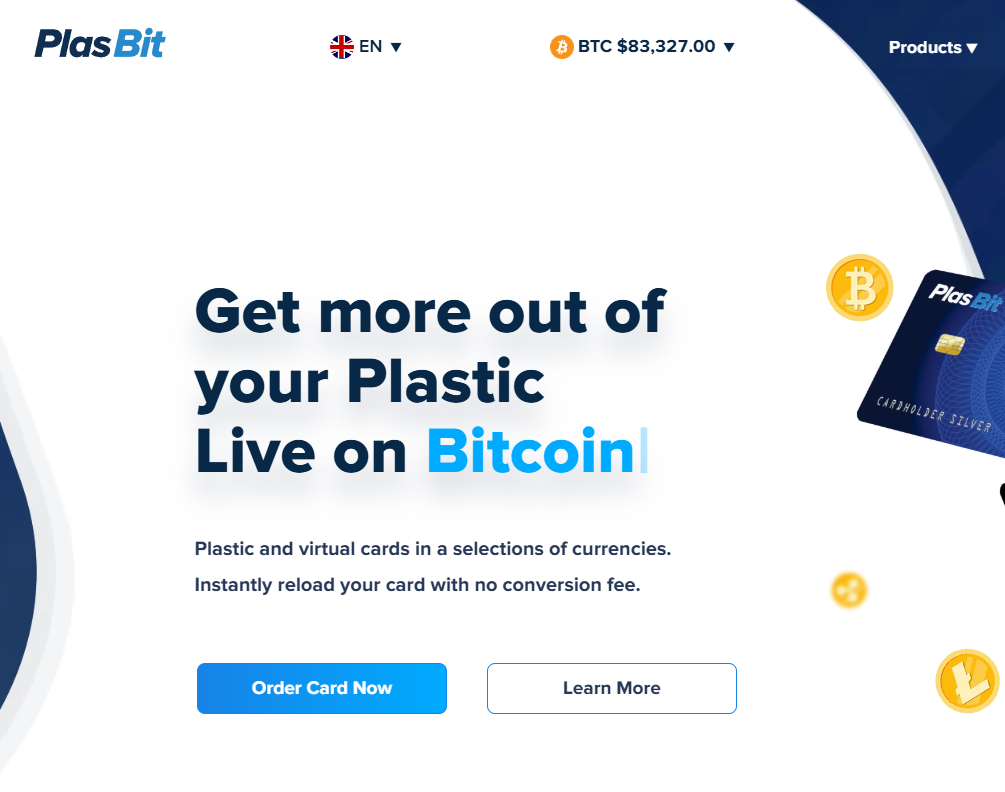 PlasBit
EN
BTC $83,327.00
Products
Get more out of
your Plastic
Live on Bitcoin
Plastic and virtual cards in a selections of currencies.
Instantly reload your card with no conversion fee.
Order Card Now
Learn More
PlasBit
CARDHOLDER SILVER